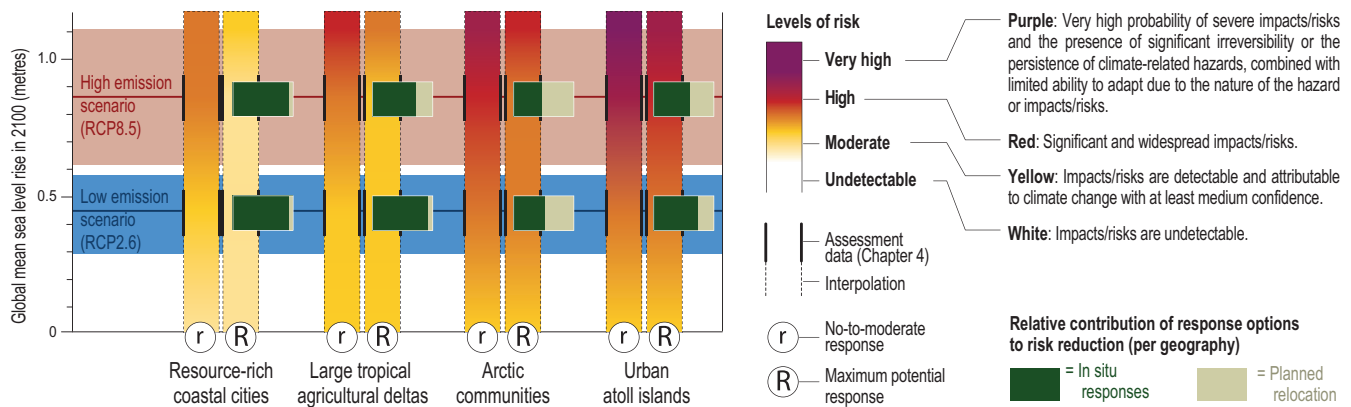 Global mean sea level rise in 2100 (metres)
1.0
0.5
0
High emission
scenario
(RCP8.5)
Low emission
scenario
(RCP2.6)
r
R
r
R
r
R
r
R
Resource-rich
coastal cities
Large tropical
agricultural deltas
Arctic
communities
Urban
atoll islands
Levels of risk
Very high
High
Moderate
Undetectable
Assessment
data (Chapter 4)
Interpolation
r
No-to-moderate
response
R
Maximum potential
response
Purple: Very high probability of severe impacts/risks
and the presence of significant irreversibility or the
persistence of climate-related hazards, combined with
limited ability to adapt due to the nature of the hazard
or impacts/risks.
Red: Significant and widespread impacts/risks.
Yellow: Impacts/risks are detectable and attributable
to climate change with at least medium confidence.
White: Impacts/risks are undetectable.
Relative contribution of response options
to risk reduction (per geography)
= In situ
responses
= Planned
relocation